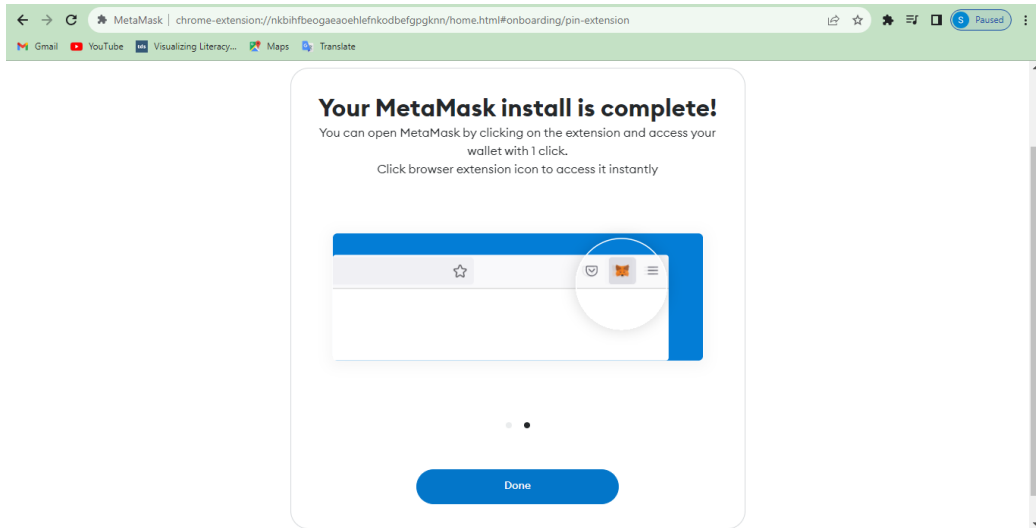 MetaMask | chrome-extension://nkbihfbeogaeaoehlefnkodbefgpgknn/home.html#onboarding/pin-extension
S Paused
Gmail YouTube Visualizing Literacy... Maps Translate
Your MetaMask install is complete!
You can open MetaMask by clicking on the extension and access your
wallet with 1 click.
Click browser extension icon to access it instantly
Done